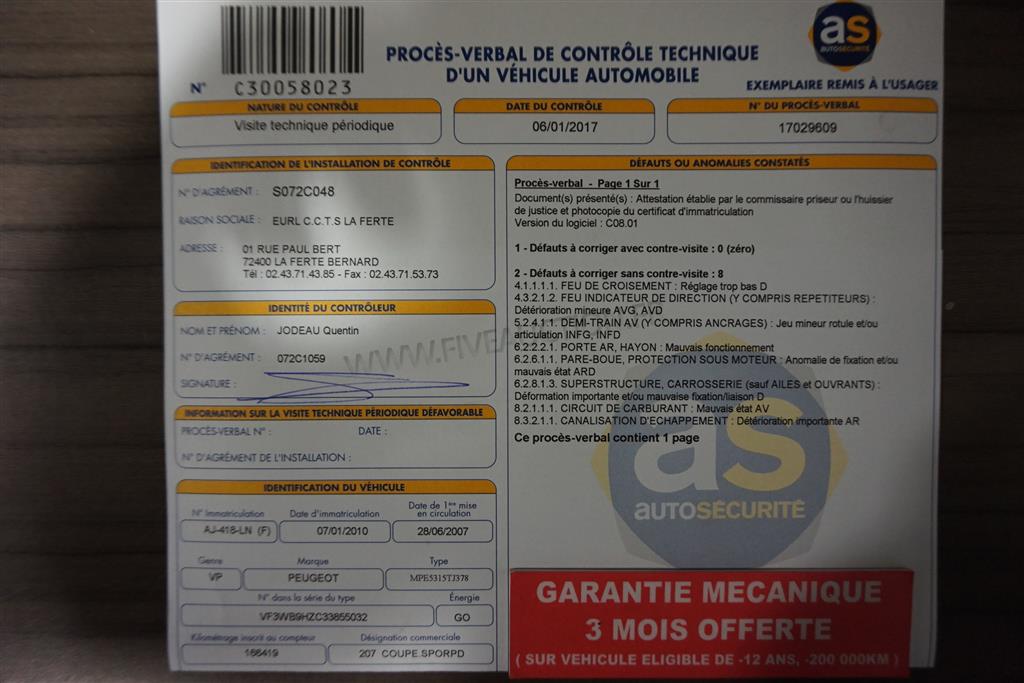 as
AUTOSÉCURITÉ
PROCÈS-VERBAL DE CONTRÔLE TECHNIQUE
D'UN VÉHICULE AUTOMOBILE
N° C30058023
EXEMPLAIRE REMIS À L'USAGER
NATURE DU CONTRÔLE
Visite technique périodique
DATE DU CONTRÔLE
06/01/2017
N° DU PROCÈS-VERBAL
17029609
IDENTIFICATION DE L'INSTALLATION DE CONTRÔLE
N° D'AGRÉMENT : S072C048
RAISON SOCIALE : EURL C.C.T.S LA FERTE
ADRESSE : 01 RUE PAUL BERT
72400 LA FERTE BERNARD
Tél : 02.43.71.43.85 - Fax : 02.43.71.53.73
IDENTITÉ DU CONTRÔLEUR
NOM ET PRÉNOM : JODEAU Quentin
N° D'AGRÉMENT : 072C1059
SIGNATURE :
INFORMATION SUR LA VISITE TECHNIQUE PÉRIODIQUE DÉFAVORABLE
PROCÈS-VERBAL N° : DATE :
N° D'AGRÉMENT DE L'INSTALLATION :
IDENTIFICATION DU VÉHICULE
N° Immatriculation Date d'immatriculation Date de 1ère mise
en circulation
AJ-418-LN (F) 07/01/2010 28/06/2007
Genre Marque Type
VP PEUGEOT MPE5315TJ378
N° dans la série du type Énergie
VF3WB9HZC33855032 GO
Kilométrage inscrit au compteur Désignation commerciale
166419 207 COUPE SPORPD
DÉFAUTS OU ANOMALIES CONSTATÉS
Procès-verbal - Page 1 Sur 1
Document(s) présenté(s) : Attestation établie par le commissaire priseur ou l'huissier
de justice et photocopie du certificat d'immatriculation
Version du logiciel : C08.01
1 - Défauts à corriger avec contre-visite : 0 (zéro)
2 - Défauts à corriger sans contre-visite : 8
4.1.1.1.1. FEU DE CROISEMENT : Réglage trop bas D
4.3.2.1.2. FEU INDICATEUR DE DIRECTION (Y COMPRIS REPETITEURS) :
Détérioration mineure AVG, AVD
5.2.4.1.1. DEMI-TRAIN AV (Y COMPRIS ANCRAGES) : Jeu mineur rotule et/ou
articulation INFG, INFD
6.2.2.2.1. PORTE AR, HAYON : Mauvais fonctionnement
6.2.6.1.1. PARE-BOUE, PROTECTION SOUS MOTEUR : Anomalie de fixation et/ou
mauvais état ARD
6.2.8.1.3. SUPERSTRUCTURE, CARROSSERIE (sauf AILES et OUVRANTS) :
Déformation importante et/ou mauvaise fixation/liaison D
8.2.1.1.1. CIRCUIT DE CARBURANT : Mauvais état AV
8.3.2.1.1. CANALISATION D'ECHAPPEMENT : Détérioration importante AR
Ce procès-verbal contient 1 page
as
AUTOSÉCURITÉ
GARANTIE MECANIQUE
3 MOIS OFFERTE
( SUR VEHICULE ELIGIBLE DE -12 ANS, -200 000KM )